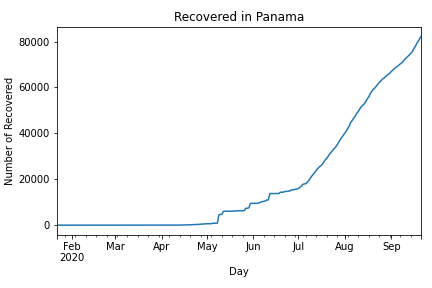 Recovered in Panama
Number of Recovered
80000
60000
40000
20000
0
Feb Mar Apr May Jun Jul Aug Sep
2020
Day